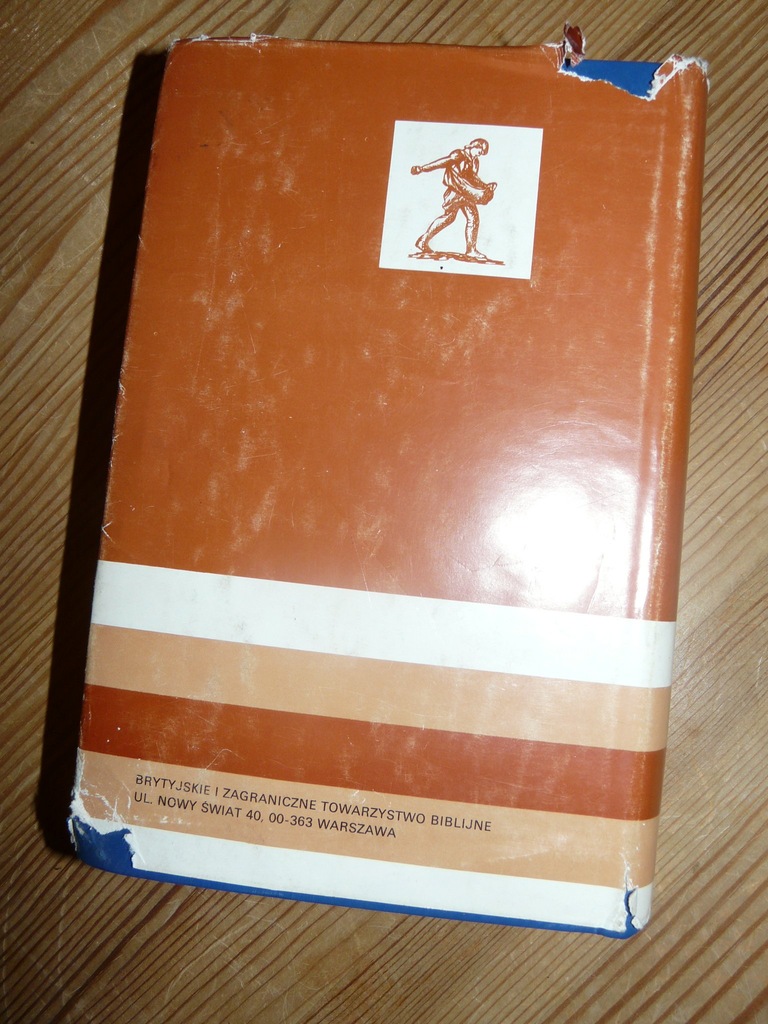 BRYTYJSKIE I ZAGRANICZNE TOWARZYSTWO BIBLIJNE
UL. NOWY ŚWIAT 40, 00-363 WARSZAWA